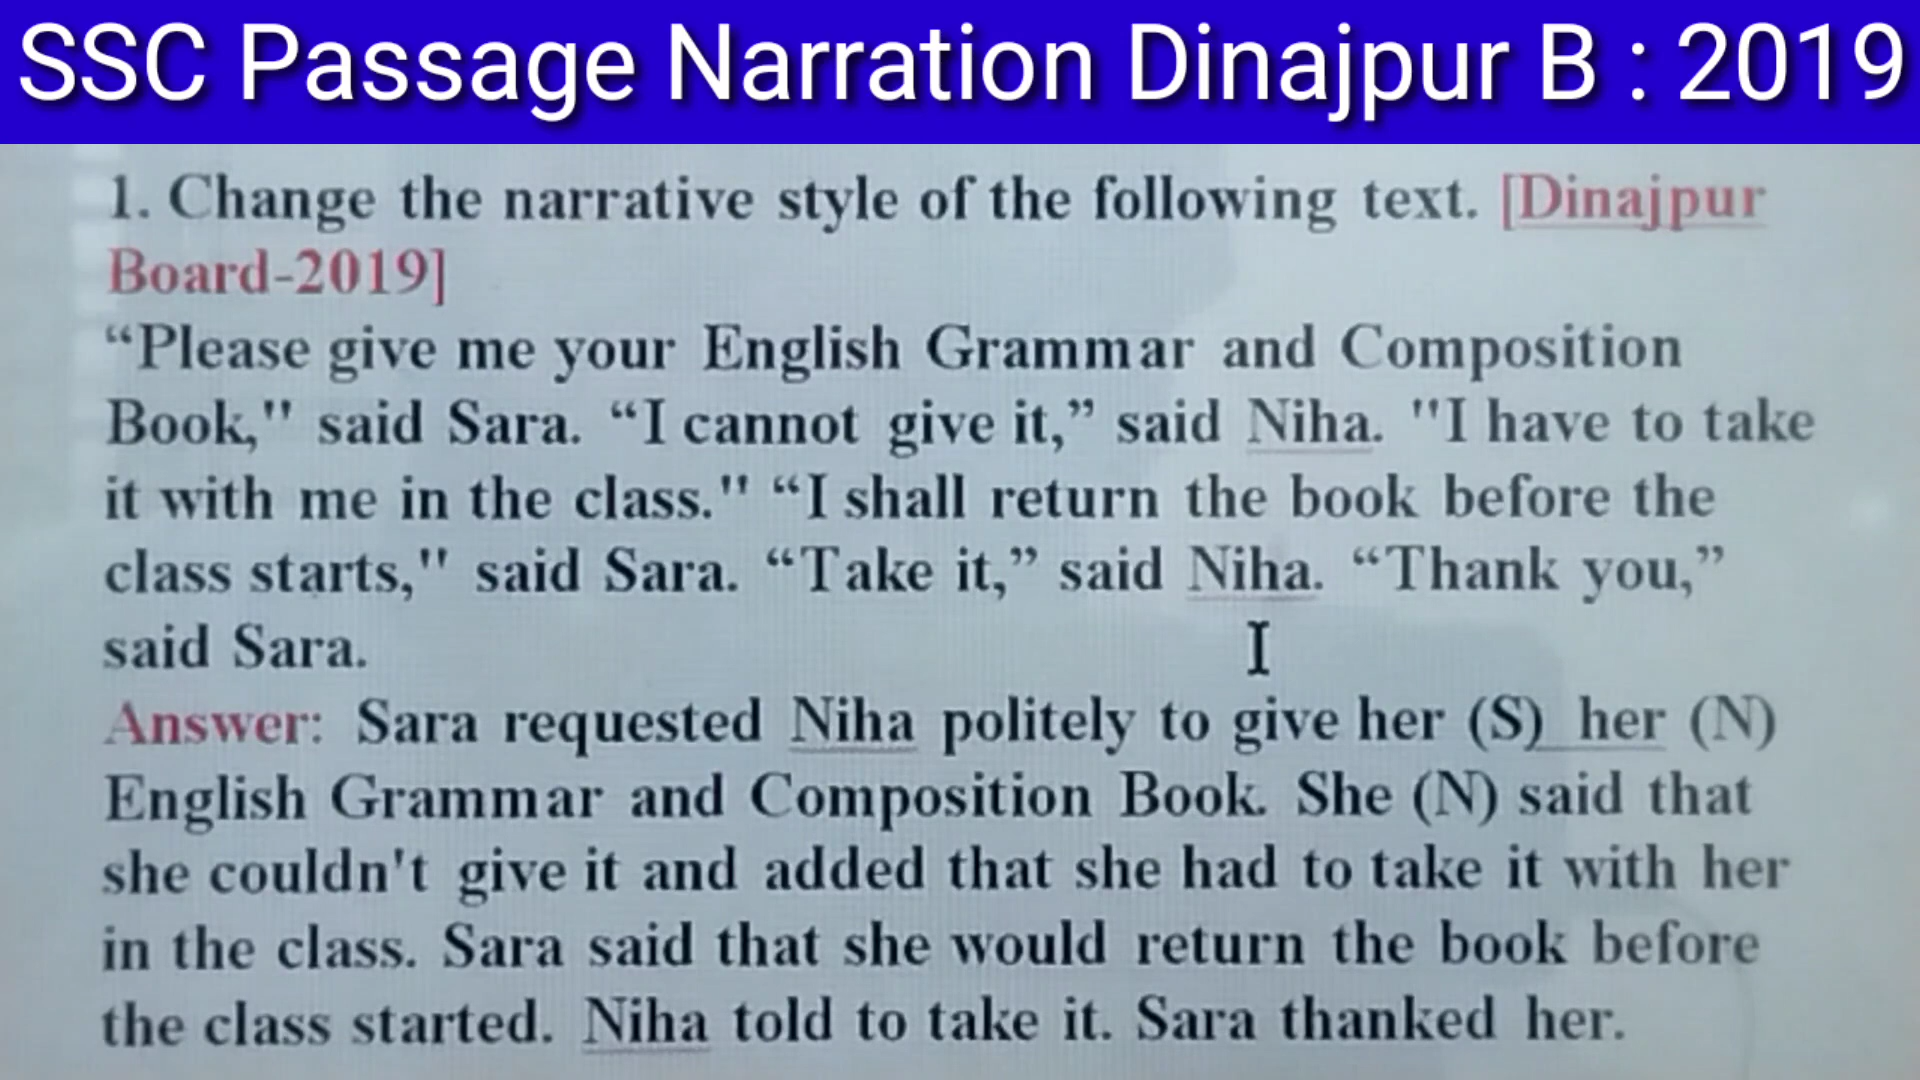 SSC Passage Narration Dinajpur B : 2019
1. Change the narrative style of the following text. [Dinajpur
Board-2019]
“Please give me your English Grammar and Composition
Book," said Sara. “I cannot give it,” said Niha. "I have to take
it with me in the class." “I shall return the book before the
class starts," said Sara. “Take it,” said Niha. “Thank you,”
said Sara.
Answer: Sara requested Niha politely to give her (S) her (N)
English Grammar and Composition Book. She (N) said that
she couldn't give it and added that she had to take it with her
in the class. Sara said that she would return the book before
the class started. Niha told to take it. Sara thanked her.